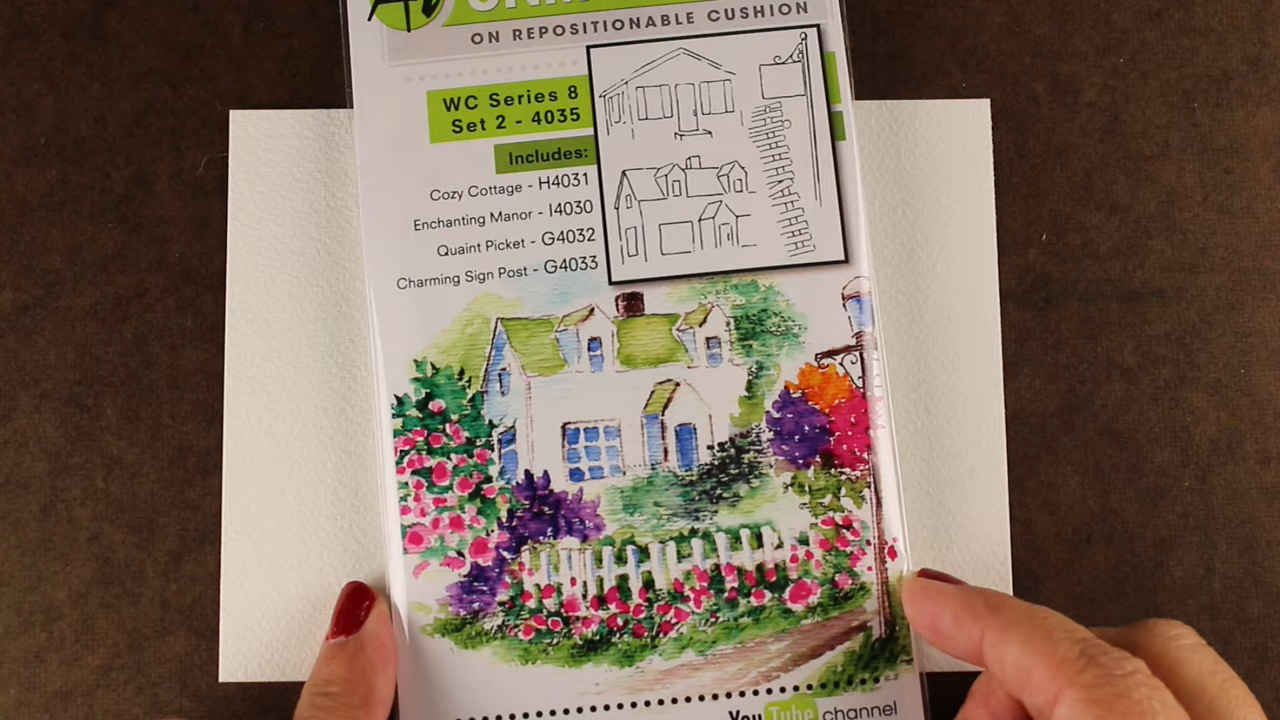 ON REPOSITIONABLE CUSHION
WC Series 8
Set 2 - 4035
Includes:
Cozy Cottage - H4031
Enchanting Manor - I4030
Quaint Picket - G4032
Charming Sign Post - G4033
YouTube channel